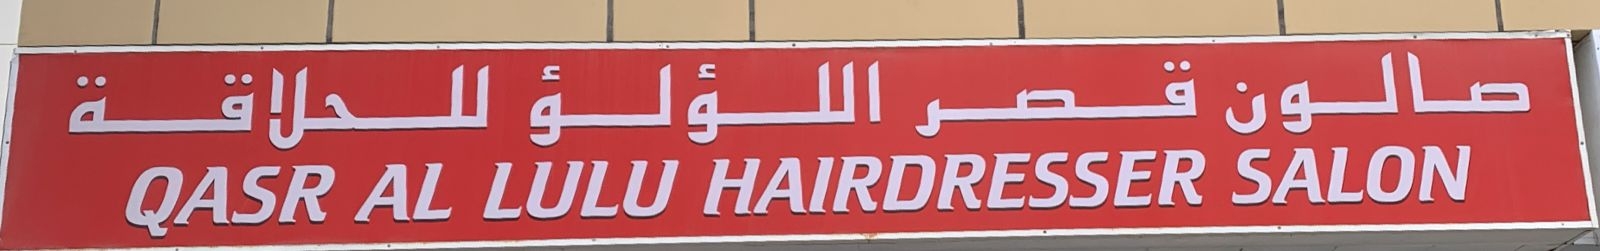 صالون قصر اللؤلؤ للحلاقة
QASR AL LULU HAIRDRESSER SALON